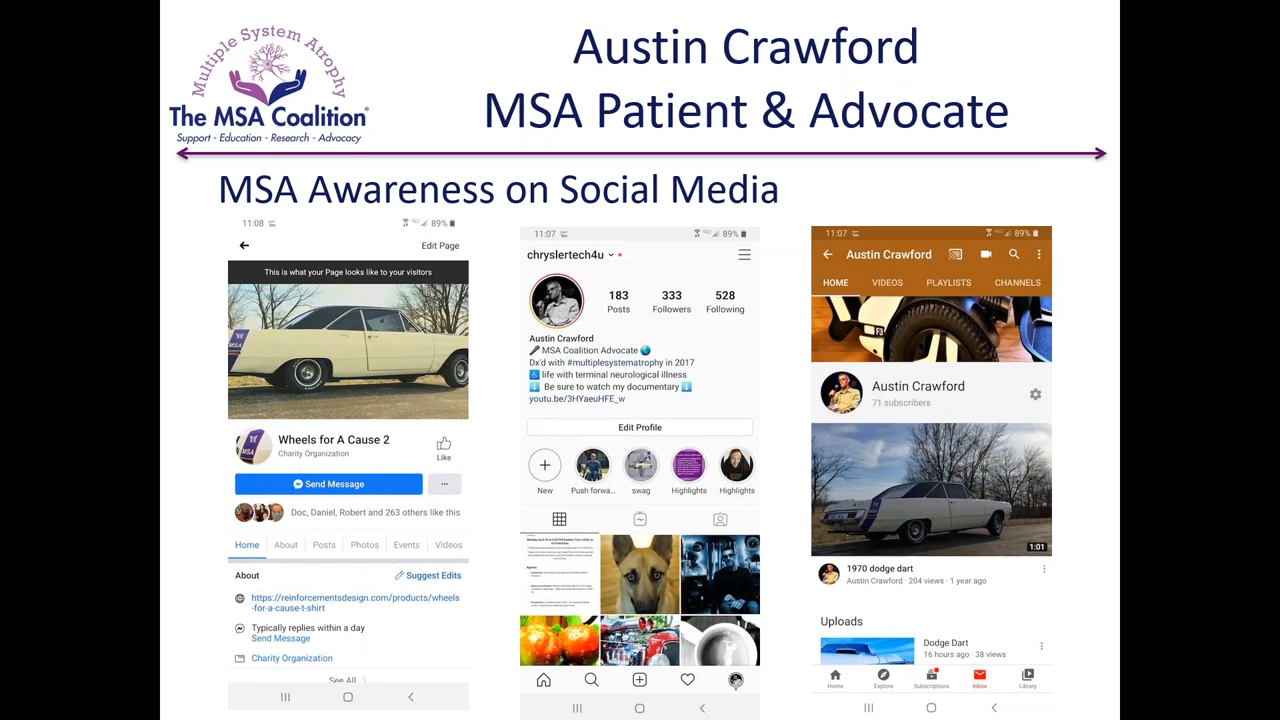 Multiple System Atrophy
The MSA Coalition®
Support - Education - Research - Advocacy
Austin Crawford
MSA Patient & Advocate
MSA Awareness on Social Media
11:08
89%
Edit Page
This is what your Page looks like to your visitors
MSA
Wheels for A Cause 2
Charity Organization
Like
Send Message
...
Doc, Daniel, Robert and 263 others like this
Home About Posts Photos Events Videos
About
Suggest Edits
https://reinforcementsdesign.com/products/wheels
-for-a-cause-t-shirt
Typically replies within a day
Send Message
Charity Organization
See All
11:07
89%
chryslertech4u
183 333 528
Posts Followers Following
Austin Crawford
MSA Coalition Advocate
Dx'd with #multiplesystematrophy in 2017
life with terminal neurological illness
Be sure to watch my documentary
youtu.be/3HYaeuHFE_w
Edit Profile
New Push forwa... swag Highlights Highlights
11:07
89%
Austin Crawford
HOME VIDEOS PLAYLISTS CHANNELS
F3
Austin Crawford
71 subscribers
1:01
1970 dodge dart
Austin Crawford · 204 views · 1 year ago
Uploads
Dodge Dart
16 hours ago · 38 views
Home Explore Subscriptions Inbox Library